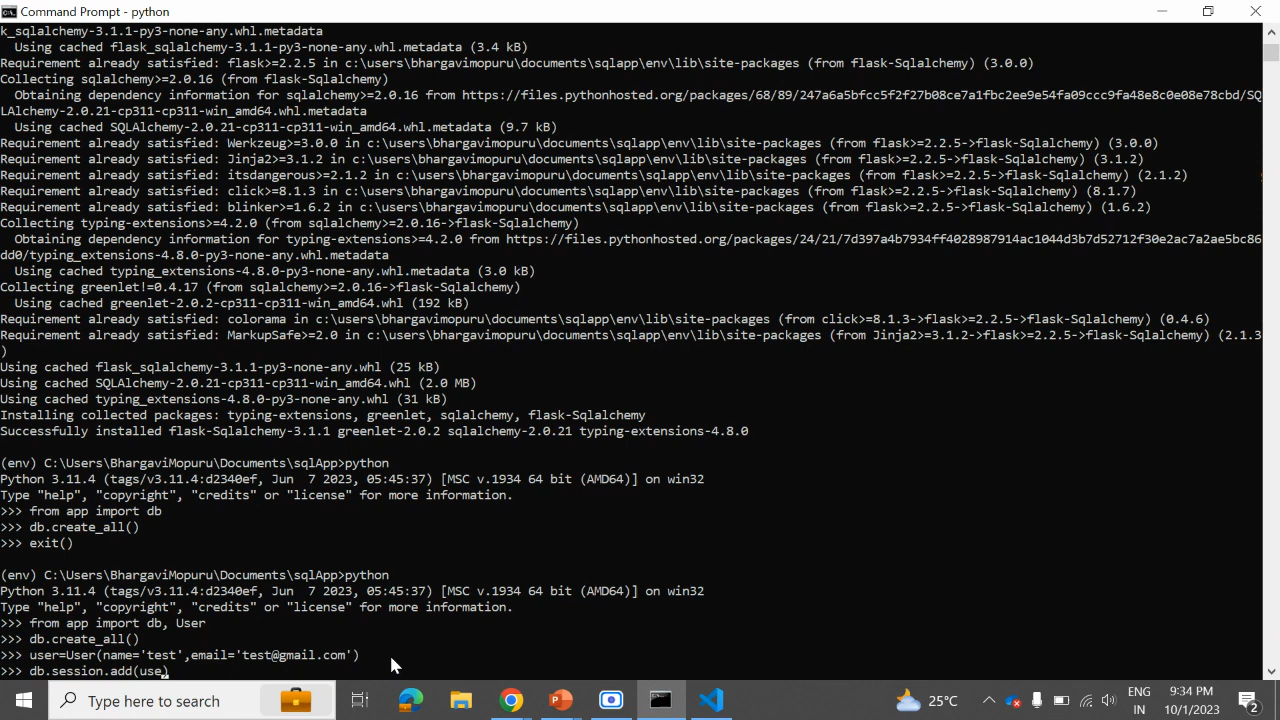 Command Prompt - python
k_sqlalchemy-3.1.1-py3-none-any.whl.metadata
  Using cached flask_sqlalchemy-3.1.1-py3-none-any.whl.metadata (3.4 kB)
Requirement already satisfied: flask>=2.2.5 in c:\users\bhargavimopuru\documents\sqlapp\env\lib\site-packages (from flask-Sqlalchemy) (3.0.0)
Collecting sqlalchemy>=2.0.16 (from flask-Sqlalchemy)
  Obtaining dependency information for sqlalchemy>=2.0.16 from https://files.pythonhosted.org/packages/68/89/247a6a5bfcc5f2f27b08ce7a1fbc2ee9e54fa09ccc9fa48e8c0e08e78cbd/SQ
LAlchemy-2.0.21-cp311-cp311-win_amd64.whl.metadata
  Using cached SQLAlchemy-2.0.21-cp311-cp311-win_amd64.whl.metadata (9.7 kB)
Requirement already satisfied: Werkzeug>=3.0.0 in c:\users\bhargavimopuru\documents\sqlapp\env\lib\site-packages (from flask>=2.2.5->flask-Sqlalchemy) (3.0.0)
Requirement already satisfied: Jinja2>=3.1.2 in c:\users\bhargavimopuru\documents\sqlapp\env\lib\site-packages (from flask>=2.2.5->flask-Sqlalchemy) (3.1.2)
Requirement already satisfied: itsdangerous>=2.1.2 in c:\users\bhargavimopuru\documents\sqlapp\env\lib\site-packages (from flask>=2.2.5->flask-Sqlalchemy) (2.1.2)
Requirement already satisfied: click>=8.1.3 in c:\users\bhargavimopuru\documents\sqlapp\env\lib\site-packages (from flask>=2.2.5->flask-Sqlalchemy) (8.1.7)
Requirement already satisfied: blinker>=1.6.2 in c:\users\bhargavimopuru\documents\sqlapp\env\lib\site-packages (from flask>=2.2.5->flask-Sqlalchemy) (1.6.2)
Collecting typing-extensions>=4.2.0 (from sqlalchemy>=2.0.16->flask-Sqlalchemy)
  Obtaining dependency information for typing-extensions>=4.2.0 from https://files.pythonhosted.org/packages/24/21/7d397a4b7934ff4028987914ac1044d3b7d52712f30e2ac7a2ae5bc86
dd0/typing_extensions-4.8.0-py3-none-any.whl.metadata
  Using cached typing_extensions-4.8.0-py3-none-any.whl.metadata (3.0 kB)
Collecting greenlet!=0.4.17 (from sqlalchemy>=2.0.16->flask-Sqlalchemy)
  Using cached greenlet-2.0.2-cp311-cp311-win_amd64.whl (192 kB)
Requirement already satisfied: colorama in c:\users\bhargavimopuru\documents\sqlapp\env\lib\site-packages (from click>=8.1.3->flask>=2.2.5->flask-Sqlalchemy) (0.4.6)
Requirement already satisfied: MarkupSafe>=2.0 in c:\users\bhargavimopuru\documents\sqlapp\env\lib\site-packages (from Jinja2>=3.1.2->flask>=2.2.5->flask-Sqlalchemy) (2.1.3
)
Using cached flask_sqlalchemy-3.1.1-py3-none-any.whl (25 kB)
Using cached SQLAlchemy-2.0.21-cp311-cp311-win_amd64.whl (2.0 MB)
Using cached typing_extensions-4.8.0-py3-none-any.whl (31 kB)
Installing collected packages: typing-extensions, greenlet, sqlalchemy, flask-Sqlalchemy
Successfully installed flask-Sqlalchemy-3.1.1 greenlet-2.0.2 sqlalchemy-2.0.21 typing-extensions-4.8.0
(env) C:\Users\BhargaviMopuru\Documents\sqlApp>python
Python 3.11.4 (tags/v3.11.4:d2340ef, Jun  7 2023, 05:45:37) [MSC v.1934 64 bit (AMD64)] on win32
Type "help", "copyright", "credits" or "license" for more information.
>>> from app import db
>>> db.create_all()
>>> exit()
(env) C:\Users\BhargaviMopuru\Documents\sqlApp>python
Python 3.11.4 (tags/v3.11.4:d2340ef, Jun  7 2023, 05:45:37) [MSC v.1934 64 bit (AMD64)] on win32
Type "help", "copyright", "credits" or "license" for more information.
>>> from app import db, User
>>> db.create_all()
>>> user=User(name='test',email='test@gmail.com')
>>> db.session.add(use)
Type here to search
25°C
ENG
IN
9:34 PM
10/1/2023
2